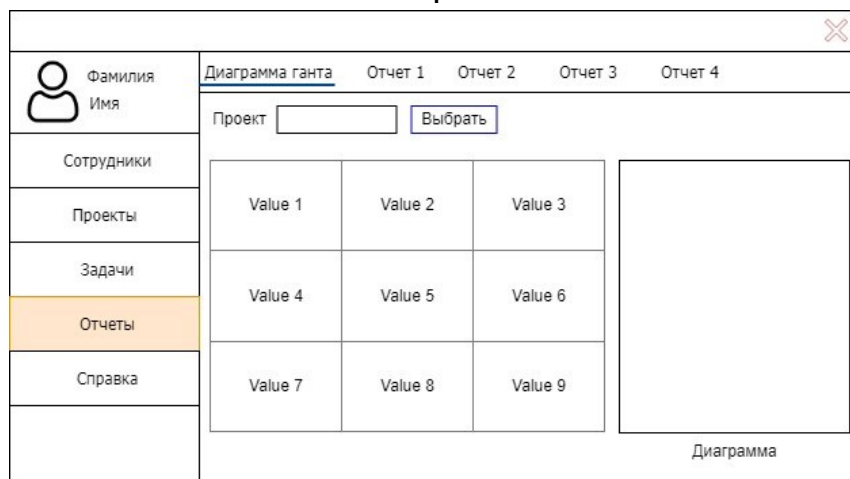 Фамилия
Имя
Сотрудники
Проекты
Задачи
Отчеты
Справка
Диаграмма ганта Отчет 1 Отчет 2 Отчет 3 Отчет 4
Проект Выбрать
Value 1 Value 2 Value 3
Value 4 Value 5 Value 6
Value 7 Value 8 Value 9
Диаграмма